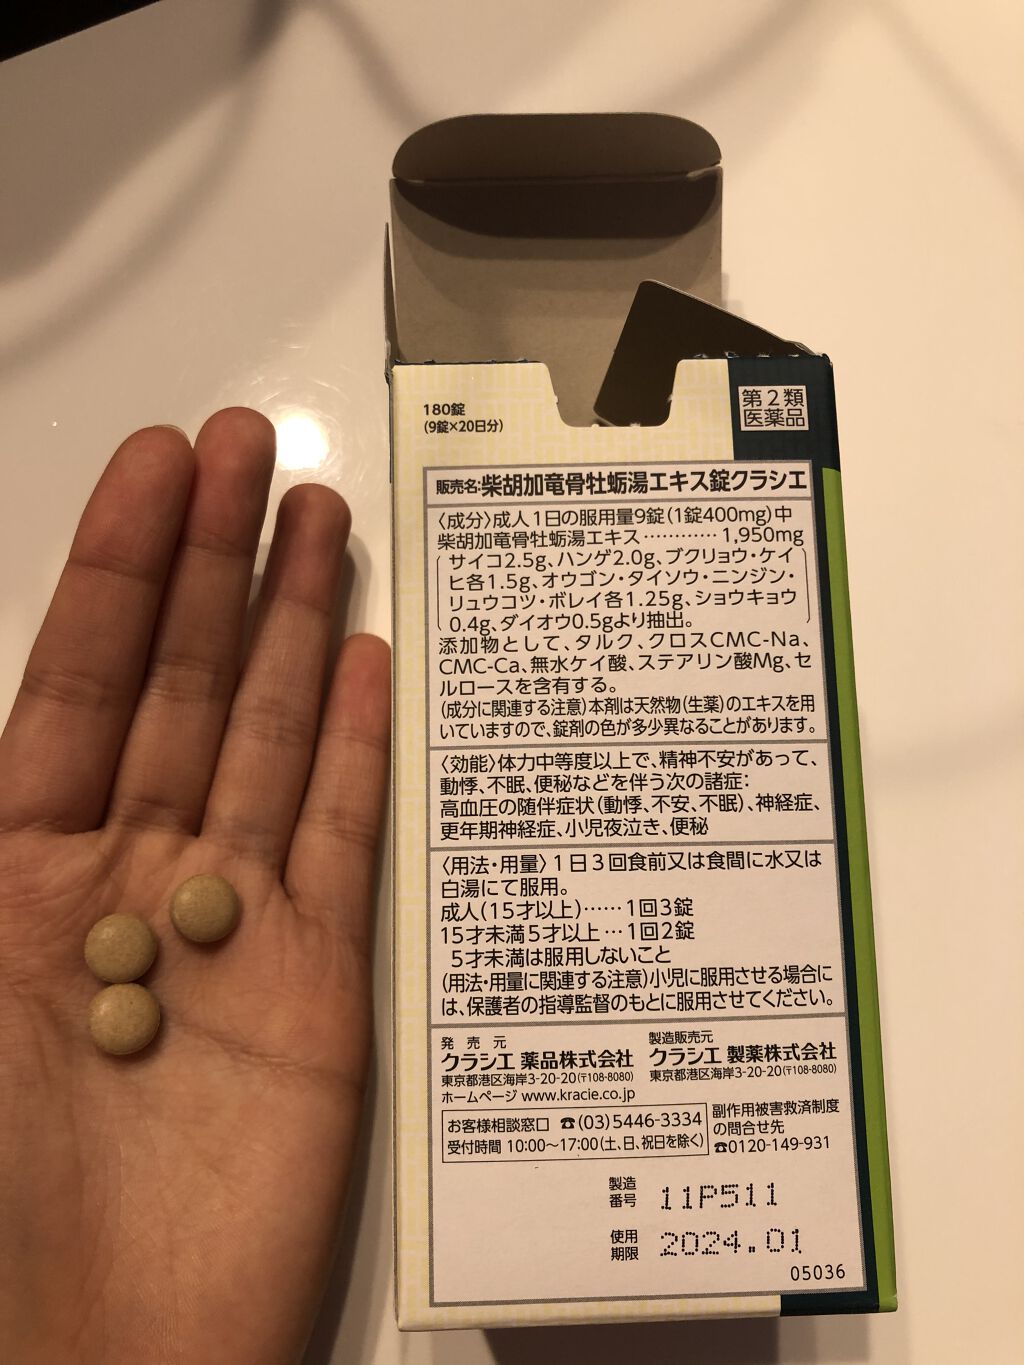 180錠
(9錠×20日分)
第2類
医薬品
販売名:柴胡加竜骨牡蛎湯エキス錠クラシエ
〈成分〉成人1日の服用量9錠(1錠400mg)中
柴胡加竜骨牡蛎湯エキス…………1,950mg
サイコ2.5g、ハンゲ2.0g、ブクリョウ・ケイ
ヒ各1.5g、オウゴン・タイソウ・ニンジン・
リュウコツ・ボレイ各1.25g、ショウキョウ
0.4g、ダイオウ0.5gより抽出。
添加物として、タルク、クロスCMC-Na、
CMC-Ca、無水ケイ酸、ステアリン酸Mg、セ
ルロースを含有する。
(成分に関連する注意)本剤は天然物(生薬)のエキスを用
いていますので、錠剤の色が多少異なることがあります。
〈効能〉体力中等度以上で、精神不安があって、
動悸、不眠、便秘などを伴う次の諸症:
高血圧の随伴症状(動悸、不安、不眠)、神経症、
更年期神経症、小児夜泣き、便秘
〈用法・用量〉1日3回食前又は食間に水又は
白湯にて服用。
成人(15才以上)……1回3錠
15才未満5才以上…1回2錠
5才未満は服用しないこと
(用法・用量に関連する注意)小児に服用させる場合に
は、保護者の指導監督のもとに服用させてください。
発売元
クラシエ薬品株式会社
東京都港区海岸3-20-20(〒108-8080)
ホームページ www.kracie.co.jp
製造販売元
クラシエ製薬株式会社
東京都港区海岸3-20-20(〒108-8080)
お客様相談窓口 ☎(03)5446-3334
受付時間 10:00〜17:00(土、日、祝日を除く)
副作用被害救済制度
の問合せ先
☎0120-149-931
製造
番号 11P511
使用
期限 2024.01
05036